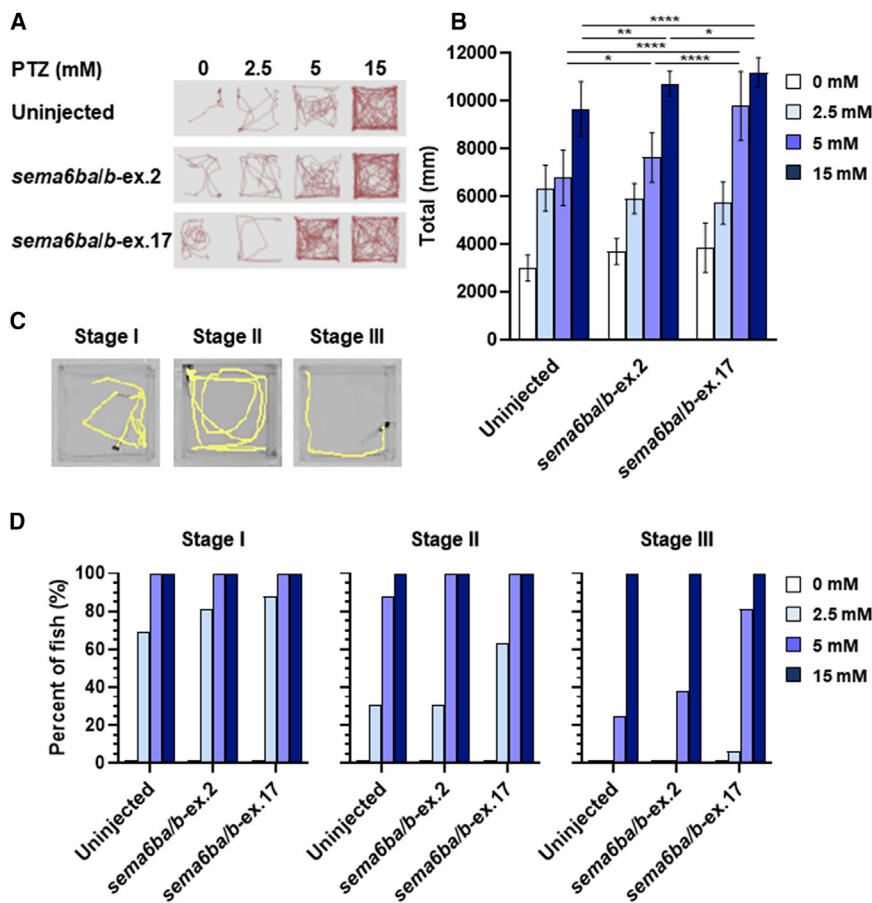 A
PTZ (mM)
0 2.5 5 15
Uninjected
sema6ba/b-ex.2
sema6ba/b-ex.17
B
****
** *
****
* ****
12000
10000
8000
6000
4000
2000
0
Total (mm)
Uninjected
sema6ba/b-ex.2
sema6ba/b-ex.17
0 mM
2.5 mM
5 mM
15 mM
C
Stage I Stage II Stage III
D
Stage I Stage II Stage III
100
80
60
40
20
0
Percent of fish (%)
Uninjected
sema6ba/b-ex.2
sema6ba/b-ex.17
Uninjected
sema6ba/b-ex.2
sema6ba/b-ex.17
Uninjected
sema6ba/b-ex.2
sema6ba/b-ex.17
0 mM
2.5 mM
5 mM
15 mM